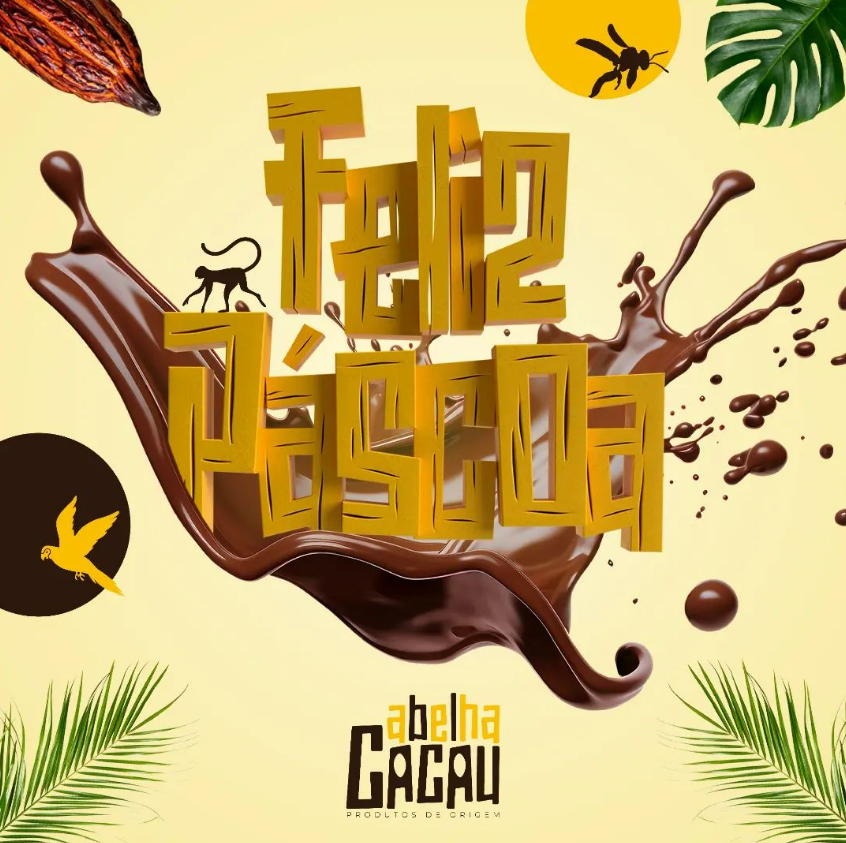 Feliz
Páscoa
abelha
CACAU
PRODUTOS DE ORIGEM